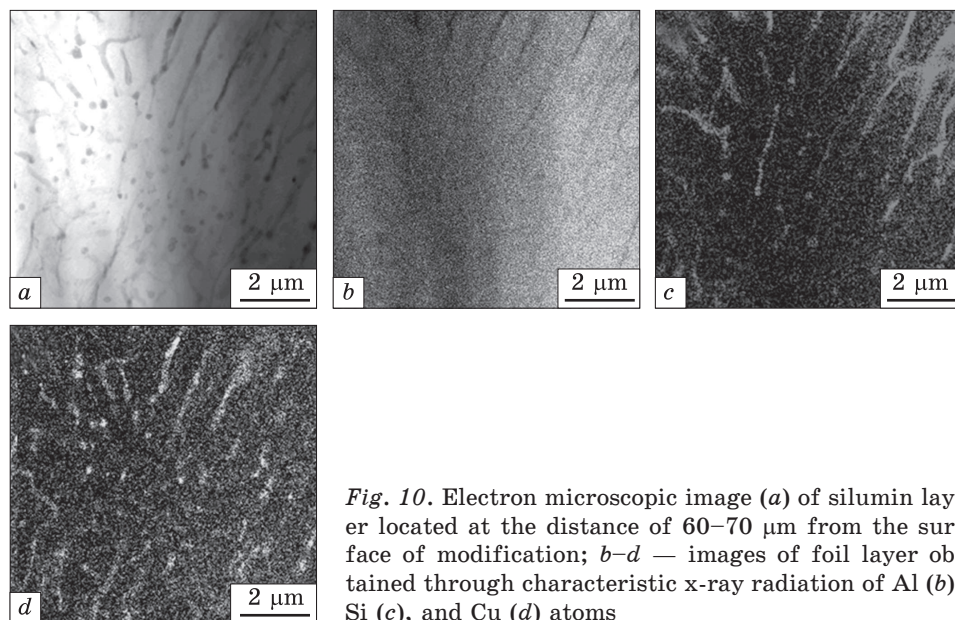 2 μm
a
2 μm
b
2 μm
c
2 μm
d
Fig. 10. Electron microscopic image (a) of silumin lay
er located at the distance of 60–70 μm from the sur
face of modification; b–d — images of foil layer ob
tained through characteristic x-ray radiation of Al (b)
Si (c), and Cu (d) atoms